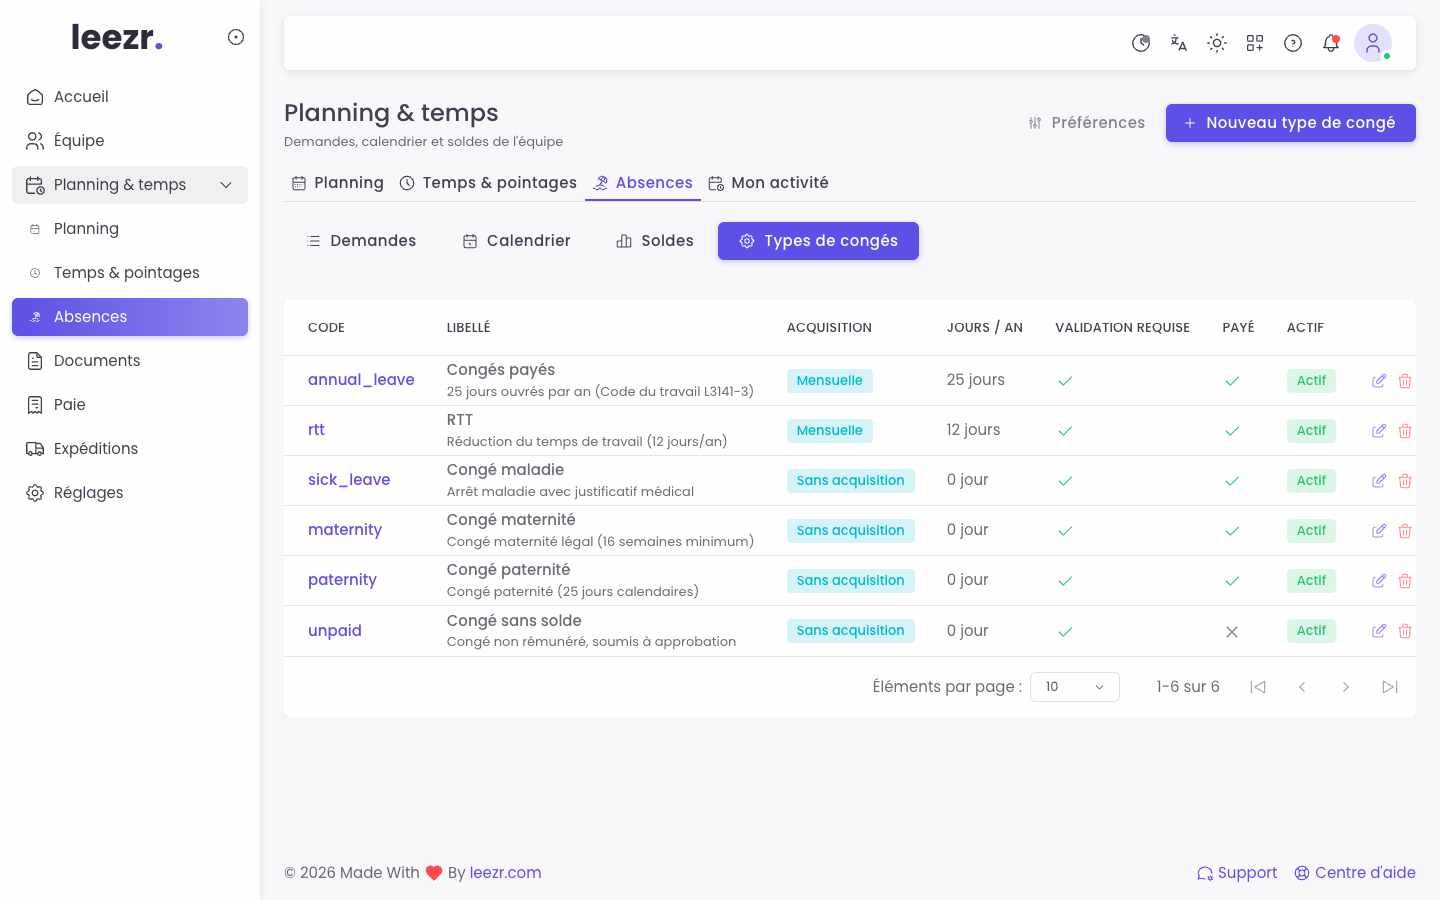 leezr.
Accueil
Équipe
Planning & temps
Planning
Temps & pointages
Absences
Documents
Paie
Expéditions
Réglages
Planning & temps
Demandes, calendrier et soldes de l'équipe
Préférences
Nouveau type de congé
Planning Temps & pointages Absences Mon activité
Demandes Calendrier Soldes Types de congés
CODE LIBELLÉ ACQUISITION JOURS / AN VALIDATION REQUISE PAYÉ ACTIF
annual_leave Congés payés Mensuelle 25 jours Actif
25 jours ouvrés par an (Code du travail L3141-3)
rtt RTT Mensuelle 12 jours Actif
Réduction du temps de travail (12 jours/an)
sick_leave Congé maladie Sans acquisition 0 jour Actif
Arrêt maladie avec justificatif médical
maternity Congé maternité Sans acquisition 0 jour Actif
Congé maternité légal (16 semaines minimum)
paternity Congé paternité Sans acquisition 0 jour Actif
Congé paternité (25 jours calendaires)
unpaid Congé sans solde Sans acquisition 0 jour Actif
Congé non rémunéré, soumis à approbation
Éléments par page : 10 1-6 sur 6
© 2026 Made With By leezr.com
Support Centre d'aide